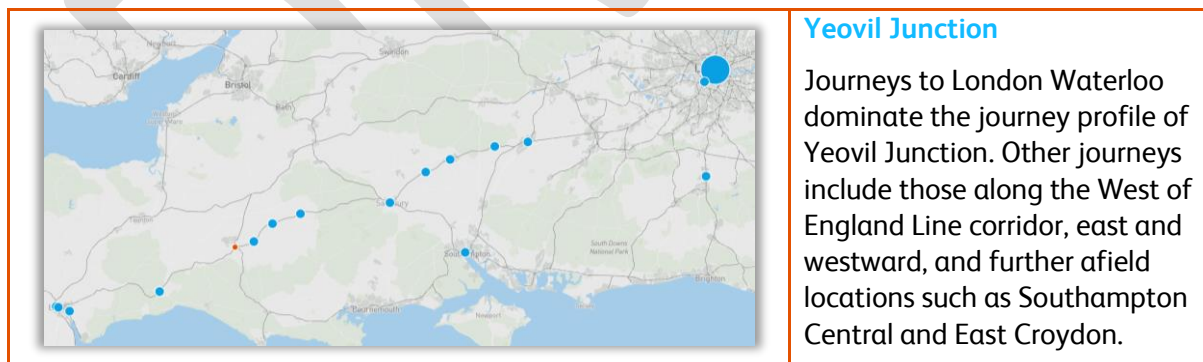 Newport
Swindon
Cardiff
Bristol
Bath
Taunton
Salisbury
Southampton
South Downs
National Park
Brighton
Bournemouth
Newport
Yeovil Junction
Journeys to London Waterloo
dominate the journey profile of
Yeovil Junction. Other journeys
include those along the West of
England Line corridor, east and
westward, and further afield
locations such as Southampton
Central and East Croydon.